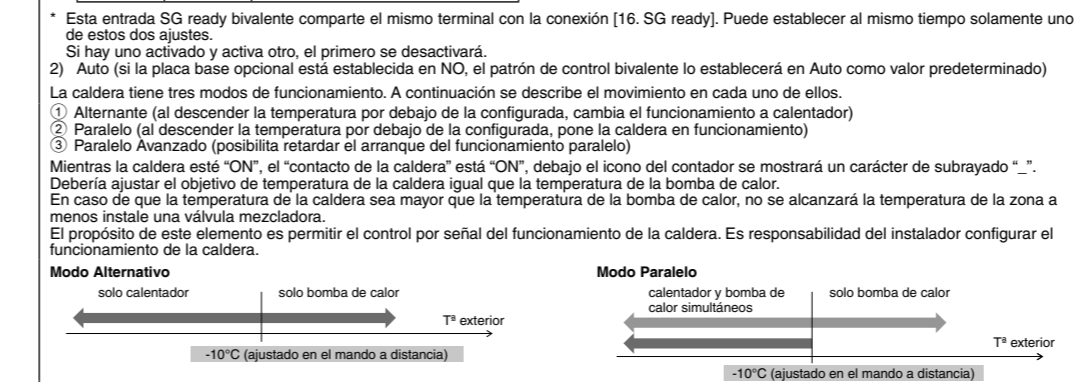 * Esta entrada SG ready bivalente comparte el mismo terminal con la conexión [16. SG ready]. Puede establecer al mismo tiempo solamente uno
de estos dos ajustes.
Si hay uno activado y activa otro, el primero se desactivará.
2) Auto (si la placa base opcional está establecida en NO, el patrón de control bivalente lo establecerá en Auto como valor predeterminado)
La caldera tiene tres modos de funcionamiento. A continuación se describe el movimiento en cada uno de ellos.
① Alternante (al descender la temperatura por debajo de la configurada, cambia el funcionamiento a calentador)
② Paralelo (al descender la temperatura por debajo de la configurada, pone la caldera en funcionamiento)
③ Paralelo Avanzado (posibilita retardar el arranque del funcionamiento paralelo)
Mientras la caldera esté “ON”, el “contacto de la caldera” está “ON”, debajo el icono del contador se mostrará un carácter de subrayado “_”.
Debería ajustar el objetivo de temperatura de la caldera igual que la temperatura de la bomba de calor.
En caso de que la temperatura de la caldera sea mayor que la temperatura de la bomba de calor, no se alcanzará la temperatura de la zona a
menos instale una válvula mezcladora.
El propósito de este elemento es permitir el control por señal del funcionamiento de la caldera. Es responsabilidad del instalador configurar el
funcionamiento de la caldera.
Modo Alternativo
solo calentador
solo bomba de calor
Tª exterior
-10°C (ajustado en el mando a distancia)
Modo Paralelo
calentador y bomba de
calor simultáneos
solo bomba de calor
Tª exterior
-10°C (ajustado en el mando a distancia)